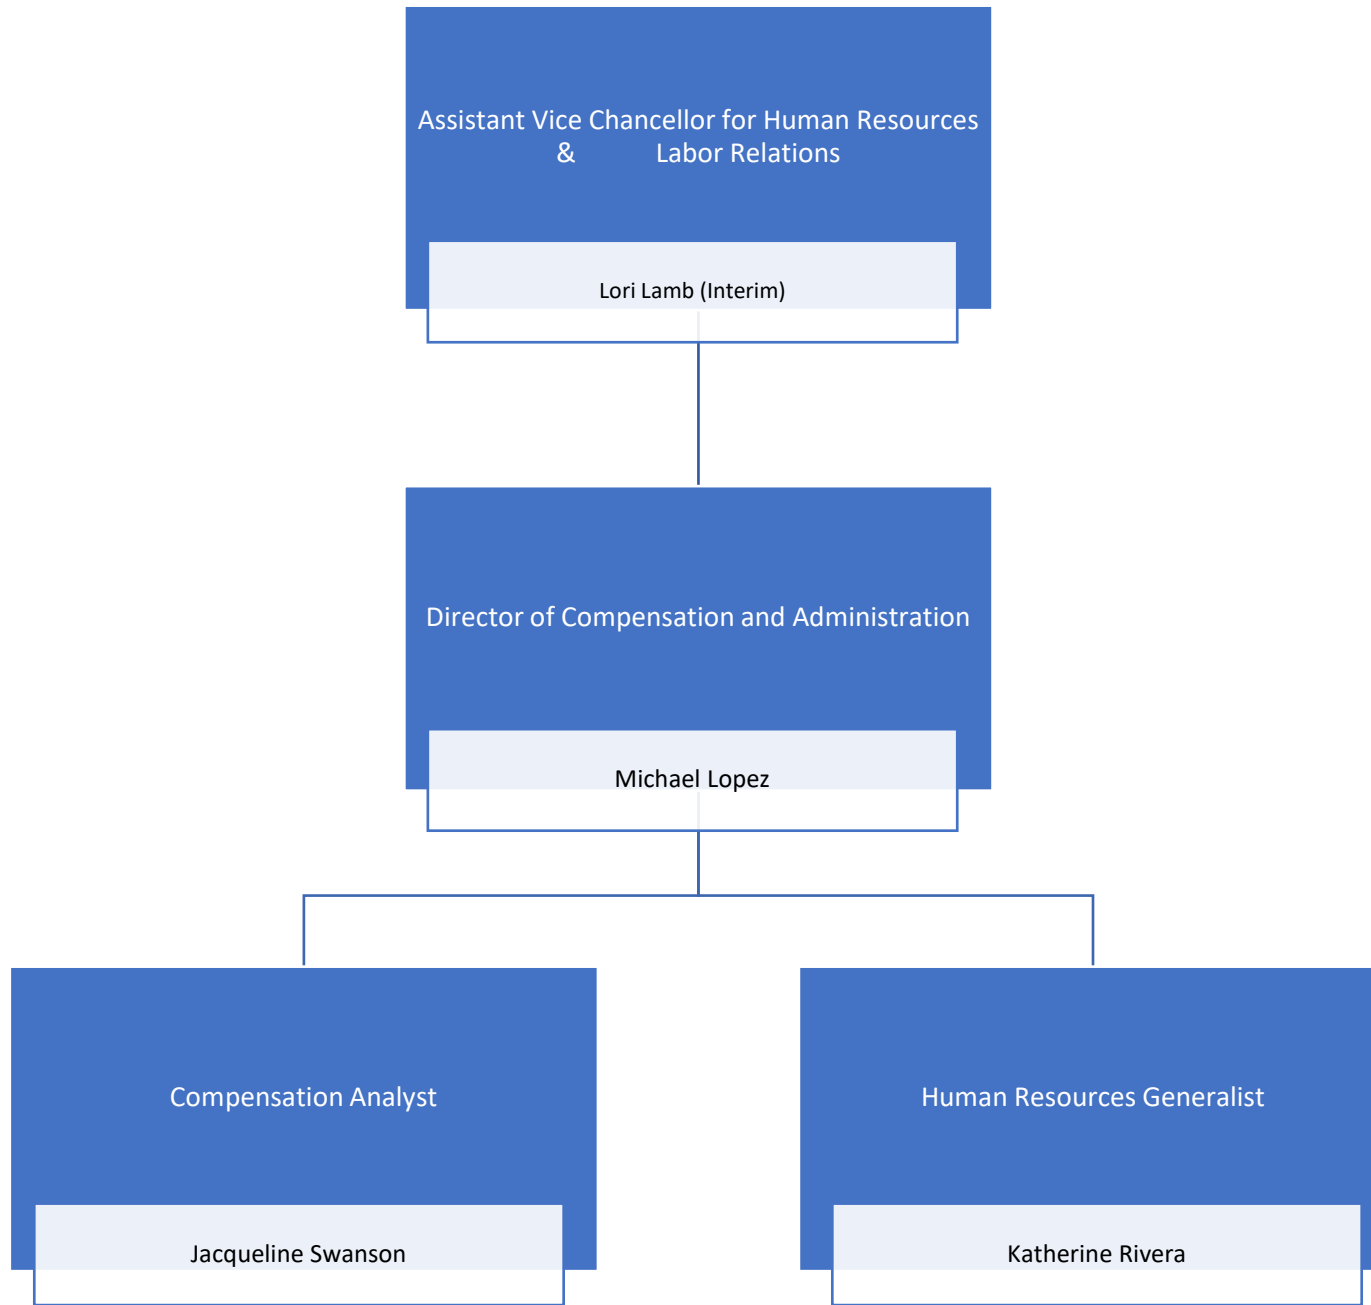 Assistant Vice Chancellor for Human Resources
& Labor Relations
Lori Lamb (Interim)
Director of Compensation and Administration
Michael Lopez
Compensation Analyst
Human Resources Generalist
Jacqueline Swanson
Katherine Rivera